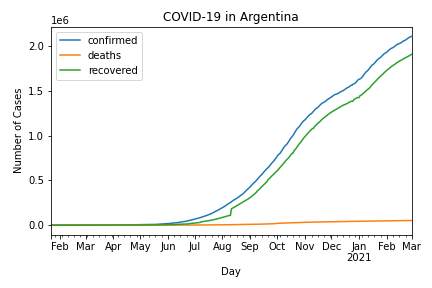 COVID-19 in Argentina
1e6
confirmed
deaths
recovered
2.0
1.5
1.0
0.5
0.0
Number of Cases
Feb Mar Apr May Jun Jul Aug Sep Oct Nov Dec Jan Feb Mar
2021
Day